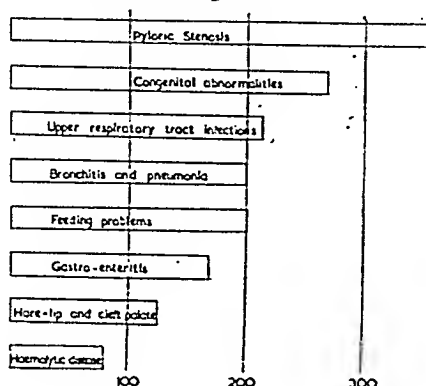 Pyloric Stenosis
Congenital abnormalities
Upper respiratory tract infections
Bronchitis and pneumonia
Feeding problems
Gastro-enteritis
Hare-lip and cleft palate
Haemolytic disease
100 200 300